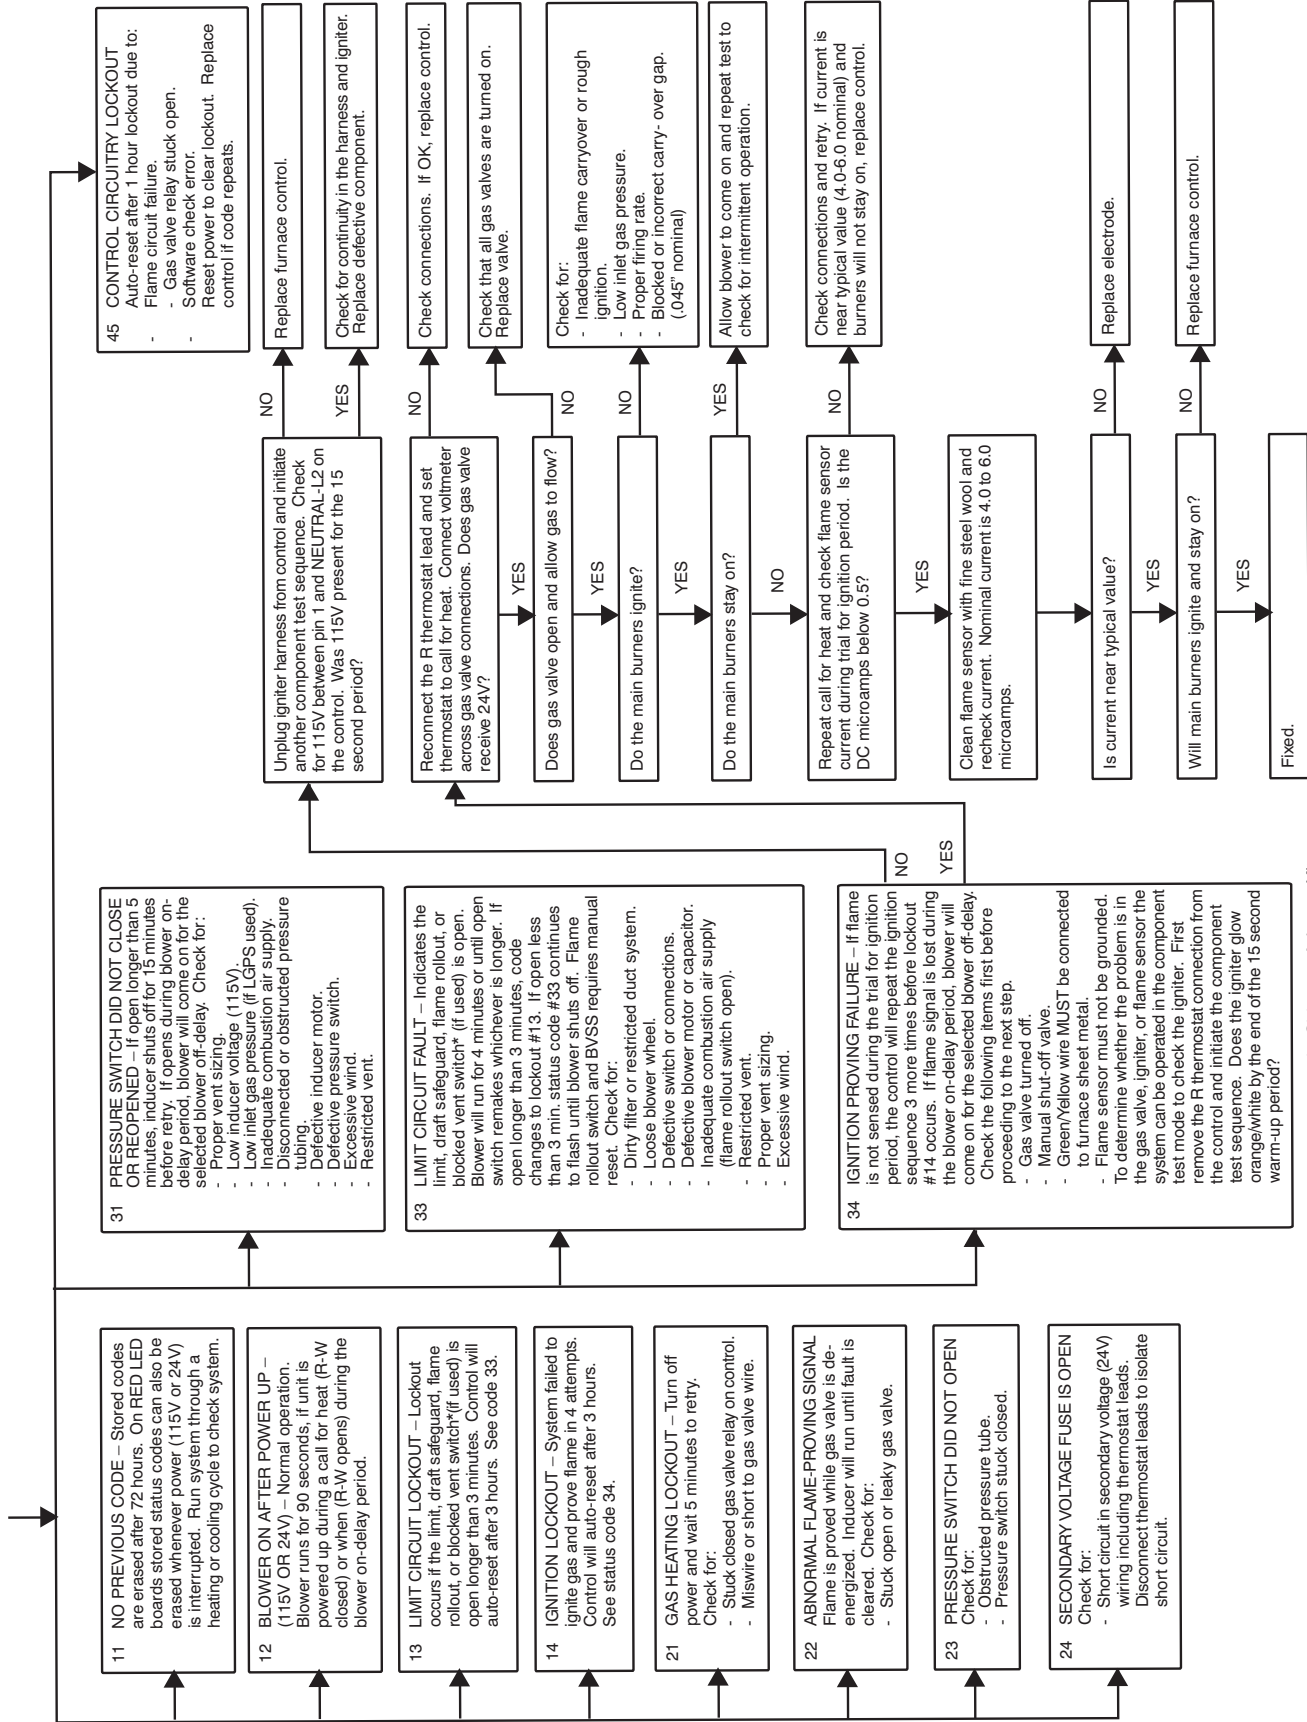 11 NO PREVIOUS CODE – Stored codes
are erased after 72 hours. On RED LED
boards stored status codes can also be
erased whenever power (115V or 24V)
is interrupted. Run system through a
heating or cooling cycle to check system.
12 BLOWER ON AFTER POWER UP –
(115V OR 24V) – Normal operation.
Blower runs for 90 seconds, if unit is
powered up during a call for heat (R-W
closed) or when (R-W opens) during the
blower on-delay period.
13 LIMIT CIRCUIT LOCKOUT – Lockout
occurs if the limit, draft safeguard, flame
rollout, or blocked vent switch*(if used) is
open longer than 3 minutes. Control will
auto-reset after 3 hours. See code 33.
14 IGNITION LOCKOUT – System failed to
ignite gas and prove flame in 4 attempts.
Control will auto-reset after 3 hours.
See status code 34.
21 GAS HEATING LOCKOUT – Turn off
power and wait 5 minutes to retry.
Check for:
- Stuck closed gas valve relay on control.
- Miswire or short to gas valve wire.
22 ABNORMAL FLAME-PROVING SIGNAL
Flame is proved while gas valve is de-
energized. Inducer will run until fault is
cleared. Check for:
- Stuck open or leaky gas valve.
23 PRESSURE SWITCH DID NOT OPEN
Check for:
- Obstructed pressure tube.
- Pressure switch stuck closed.
24 SECONDARY VOLTAGE FUSE IS OPEN
Check for:
- Short circuit in secondary voltage (24V)
wiring including thermostat leads.
Disconnect thermostat leads to isolate
short circuit.
31 PRESSURE SWITCH DID NOT CLOSE
OR REOPENED – If open longer than 5
minutes, inducer shuts off for 15 minutes
before retry. If opens during blower on-
delay period, blower will come on for the
selected blower off-delay. Check for:
- Proper vent sizing.
- Low inducer voltage (115V).
- Low inlet gas pressure (if LGPS used).
- Inadequate combustion air supply.
- Disconnected or obstructed pressure
tubing.
- Defective inducer motor.
- Defective pressure switch.
- Excessive wind.
- Restricted vent.
33 LIMIT CIRCUIT FAULT – Indicates the
limit, draft safeguard, flame rollout, or
blocked vent switch* (if used) is open.
Blower will run for 4 minutes or until open
switch remakes whichever is longer. If
open longer than 3 minutes, code
changes to lockout #13. If open less
than 3 min. status code #33 continues
to flash until blower shuts off. Flame
rollout switch and BVSS requires manual
reset. Check for:
- Dirty filter or restricted duct system.
- Loose blower wheel.
- Defective switch or connections.
- Defective blower motor or capacitor.
- Inadequate combustion air supply
(flame rollout switch open).
- Restricted vent.
- Proper vent sizing.
- Excessive wind.
34 IGNITION PROVING FAILURE – If flame
is not sensed during the trial for ignition
period, the control will repeat the ignition
sequence 3 more times before lockout
#14 occurs. If flame signal is lost during
the blower on-delay period, blower will
come on for the selected blower off-delay.
Check the following items first before
proceeding to the next step.
- Gas valve turned off.
- Manual shut-off valve.
- Green/Yellow wire MUST be connected
to furnace sheet metal.
- Flame sensor must not be grounded.
To determine whether the problem is in
the gas valve, igniter, or flame sensor the
system can be operated in the component
test mode to check the igniter. First
remove the R thermostat connection from
the control and initiate the component
test sequence. Does the igniter glow
orange/white by the end of the 15 second
warm-up period?
NO
YES
Unplug igniter harness from control and initiate
another component test sequence. Check
for 115V between pin 1 and NEUTRAL-L2 on
the control. Was 115V present for the 15
second period?
NO
YES
Reconnect the R thermostat lead and set
thermostat to call for heat. Connect voltmeter
across gas valve connections. Does gas valve
receive 24V?
NO
YES
Does gas valve open and allow gas to flow?
NO
YES
Do the main burners ignite?
NO
YES
Do the main burners stay on?
YES
NO
Repeat call for heat and check flame sensor
current during trial for ignition period. Is the
DC microamps below 0.5?
NO
YES
Clean flame sensor with fine steel wool and
recheck current. Nominal current is 4.0 to 6.0
microamps.
Is current near typical value?
NO
YES
Will main burners ignite and stay on?
NO
YES
Fixed.
45 CONTROL CIRCUITRY LOCKOUT
Auto-reset after 1 hour lockout due to:
- Flame circuit failure.
- Gas valve relay stuck open.
- Software check error.
Reset power to clear lockout. Replace
control if code repeats.
Replace furnace control.
Check for continuity in the harness and igniter.
Replace defective component.
Check connections. If OK, replace control.
Check that all gas valves are turned on.
Replace valve.
Check for:
- Inadequate flame carryover or rough
ignition.
- Low inlet gas pressure.
- Proper firing rate.
- Blocked or incorrect carry- over gap.
(.045" nominal)
Allow blower to come on and repeat test to
check for intermittent operation.
Check connections and retry. If current is
near typical value (4.0-6.0 nominal) and
burners will not stay on, replace control.
Replace electrode.
Replace furnace control.